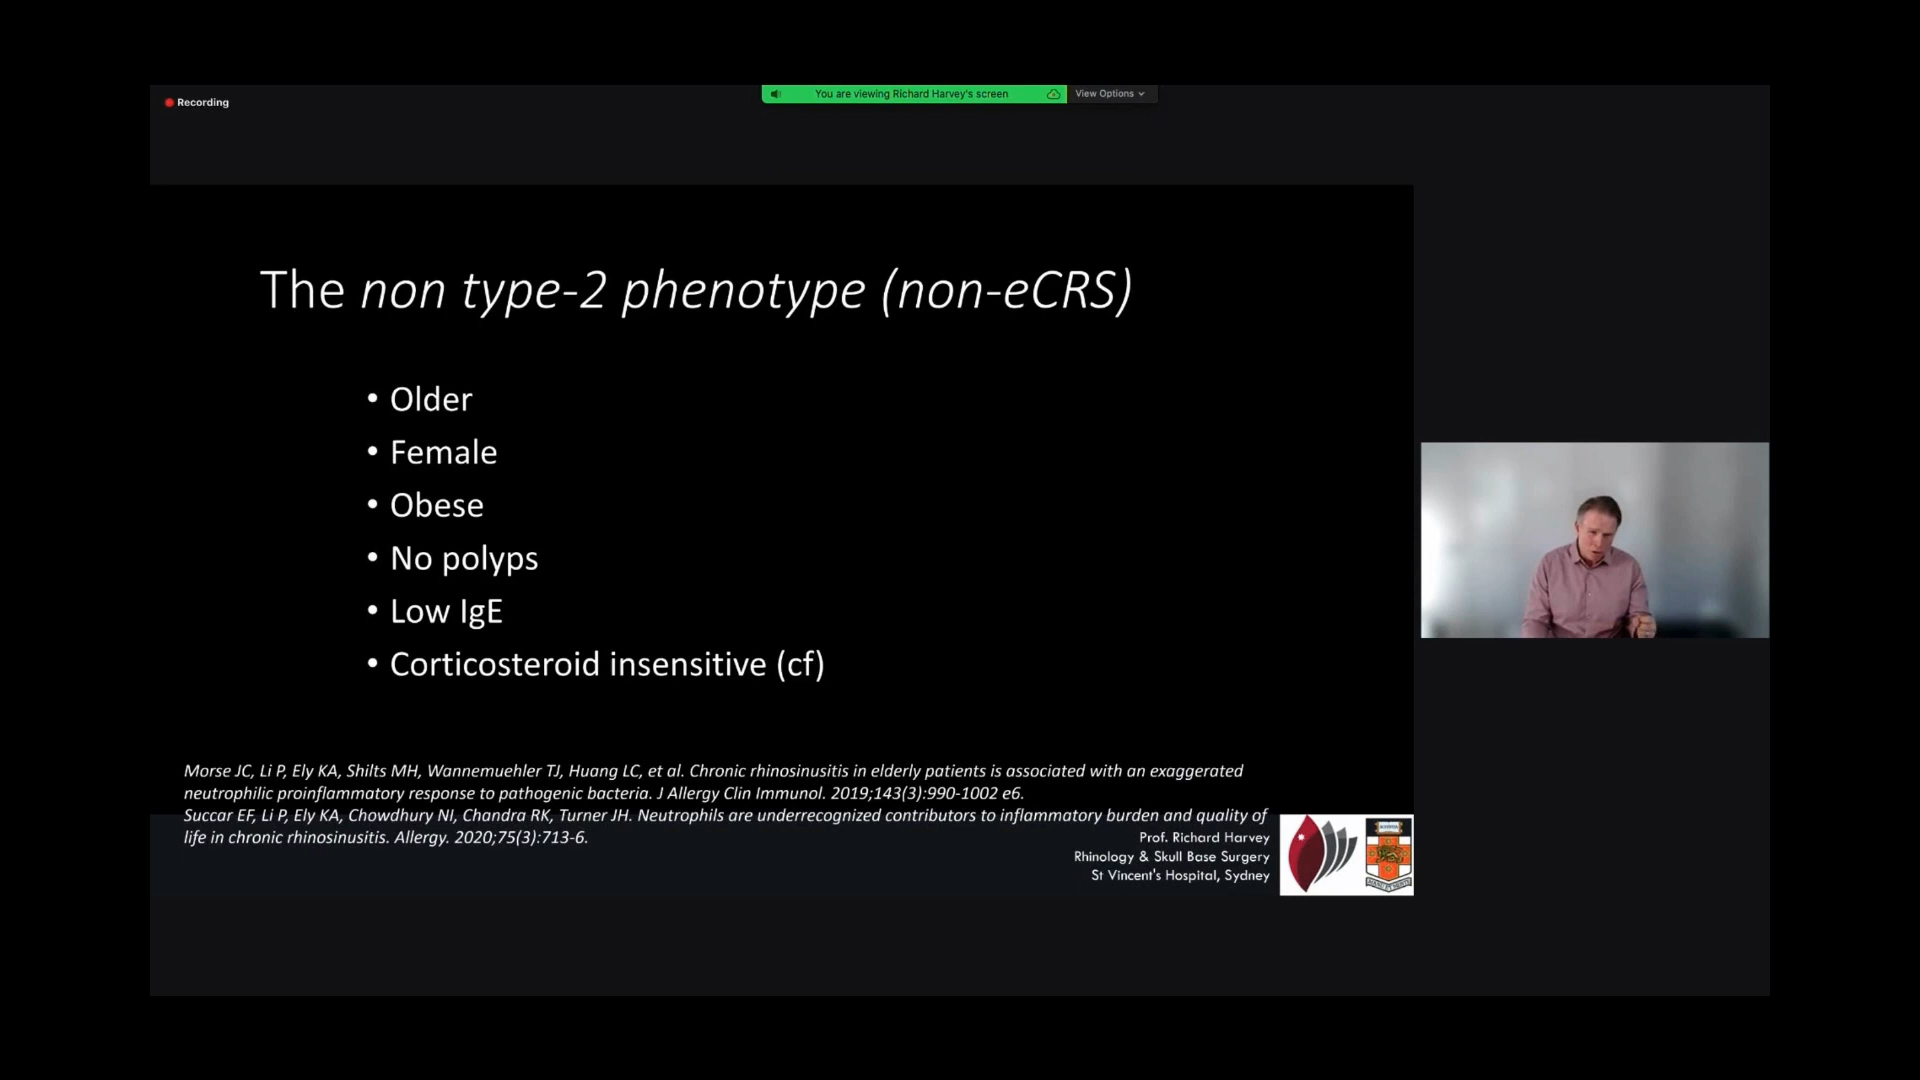 Recording
You are viewing Richard Harvey's screen
View Options
The non type-2 phenotype (non-eCRS)
• Older
• Female
• Obese
• No polyps
• Low IgE
• Corticosteroid insensitive (cf)
Morse JC, Li P, Ely KA, Shilts MH, Wannemuehler TJ, Huang LC, et al. Chronic rhinosinusitis in elderly patients is associated with an exaggerated
neutrophilic proinflammatory response to pathogenic bacteria. J Allergy Clin Immunol. 2019;143(3):990-1002 e6.
Succar EF, Li P, Ely KA, Chowdhury NI, Chandra RK, Turner JH. Neutrophils are underrecognized contributors to inflammatory burden and quality of
life in chronic rhinosinusitis. Allergy. 2020;75(3):713-6.
Prof. Richard Harvey
Rhinology & Skull Base Surgery
St Vincent's Hospital, Sydney